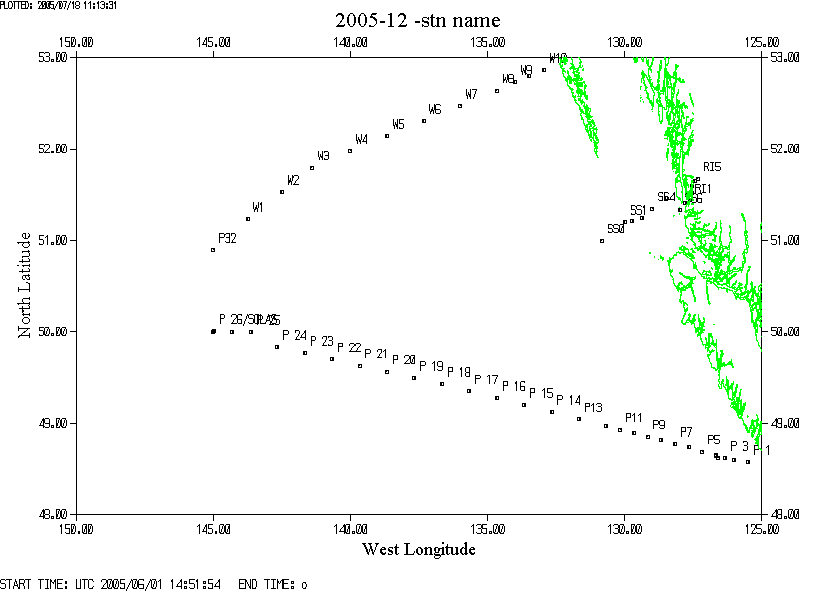 PLOTTED: 2005/07/18 11:13:31
2005-12 -stn name
150.00 145.00 140.00 135.00 130.00 125.00
53.00 53.00
W10
W9
W8
W7
W6
W5
52.00 52.00
W4
W3
W2
W1
RI5
RI1
SS1
SS0
P32
51.00 51.00
North Latitude
50.00 50.00
P 24
P 23
P 22
P 21
P 20
P 19
P 18
P 17
P 16
P 15
P 14
P13
P11
P9
P7
P5
P 3
P 1
49.00 49.00
48.00 48.00
150.00 145.00 140.00 135.00 130.00 125.00
West Longitude
START TIME: UTC 2005/06/01 14:51:54 END TIME: o